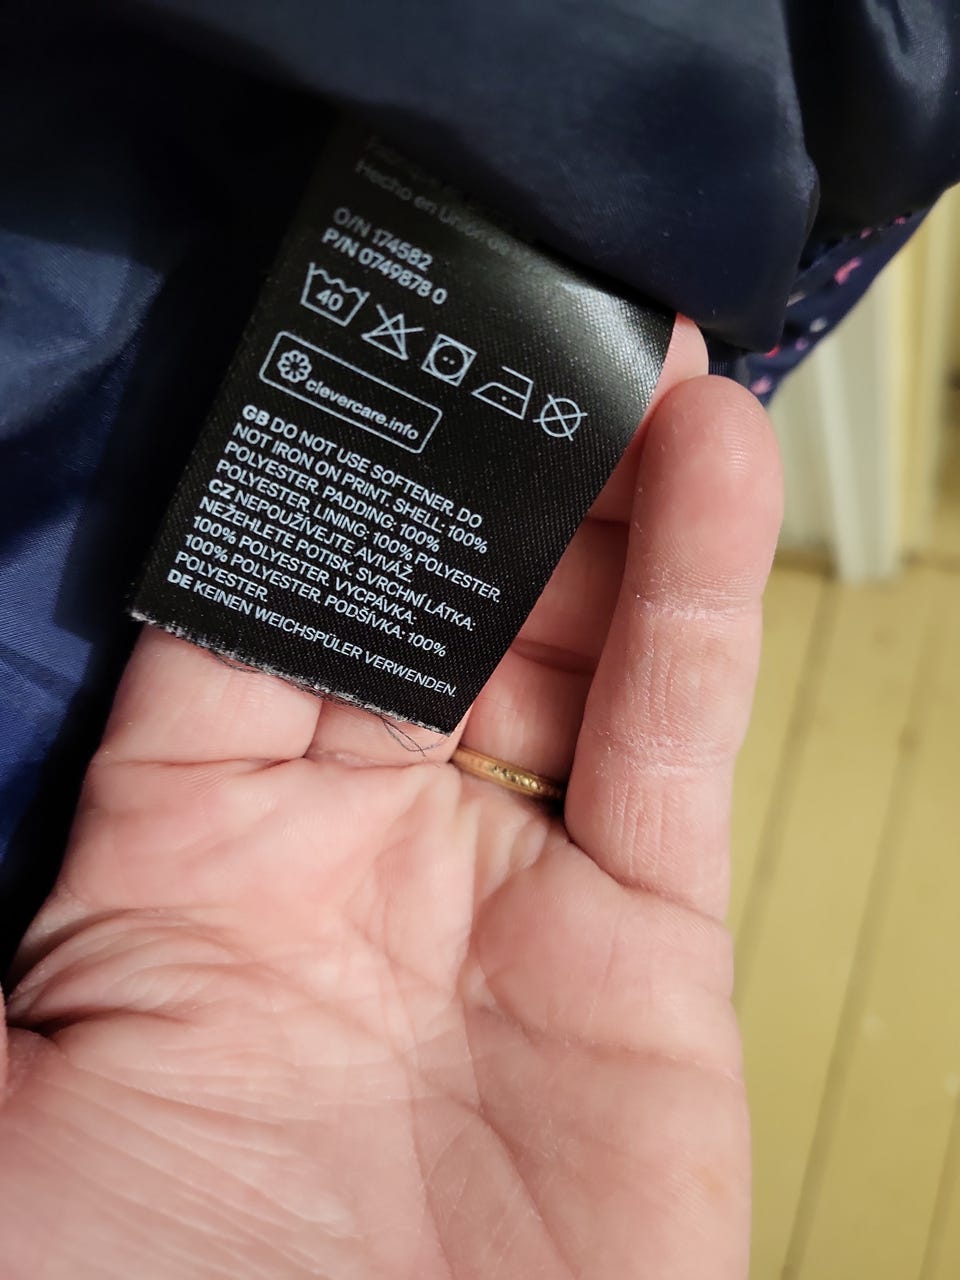 Hecho en
O/N 174582
P/N 0749878 0
40
clevercare.info
GB DO NOT USE SOFTENER. DO
NOT IRON ON PRINT. SHELL: 100%
POLYESTER. PADDING: 100%
POLYESTER. LINING: 100% POLYESTER.
CZ NEPOUŽÍVEJTE AVIVÁŽ.
NEŽEHLETE POTISK. SVRCHNÍ LÁTKA:
100% POLYESTER. VYCPÁVKA:
100% POLYESTER. PODŠÍVKA: 100%
POLYESTER.
DE KEINEN WEICHSPÜLER VERWENDEN.